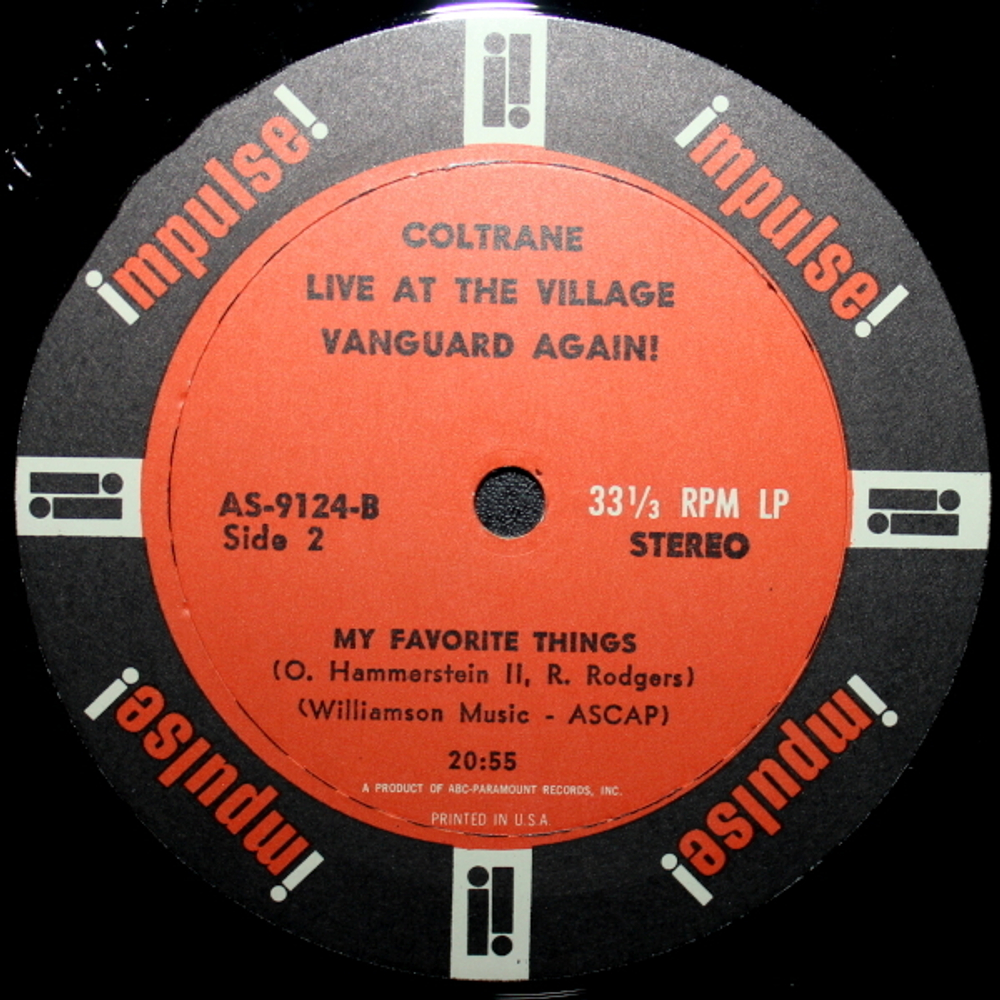 impulse!
impulse!
COLTRANE
LIVE AT THE VILLAGE
VANGUARD AGAIN!
AS-9124-B
Side 2
33 1/3 RPM LP
STEREO
MY FAVORITE THINGS
(O. Hammerstein II, R. Rodgers)
(Williamson Music - ASCAP)
20:55
A PRODUCT OF ABC-PARAMOUNT RECORDS, INC.
PRINTED IN U.S.A.
impulse!
impulse!